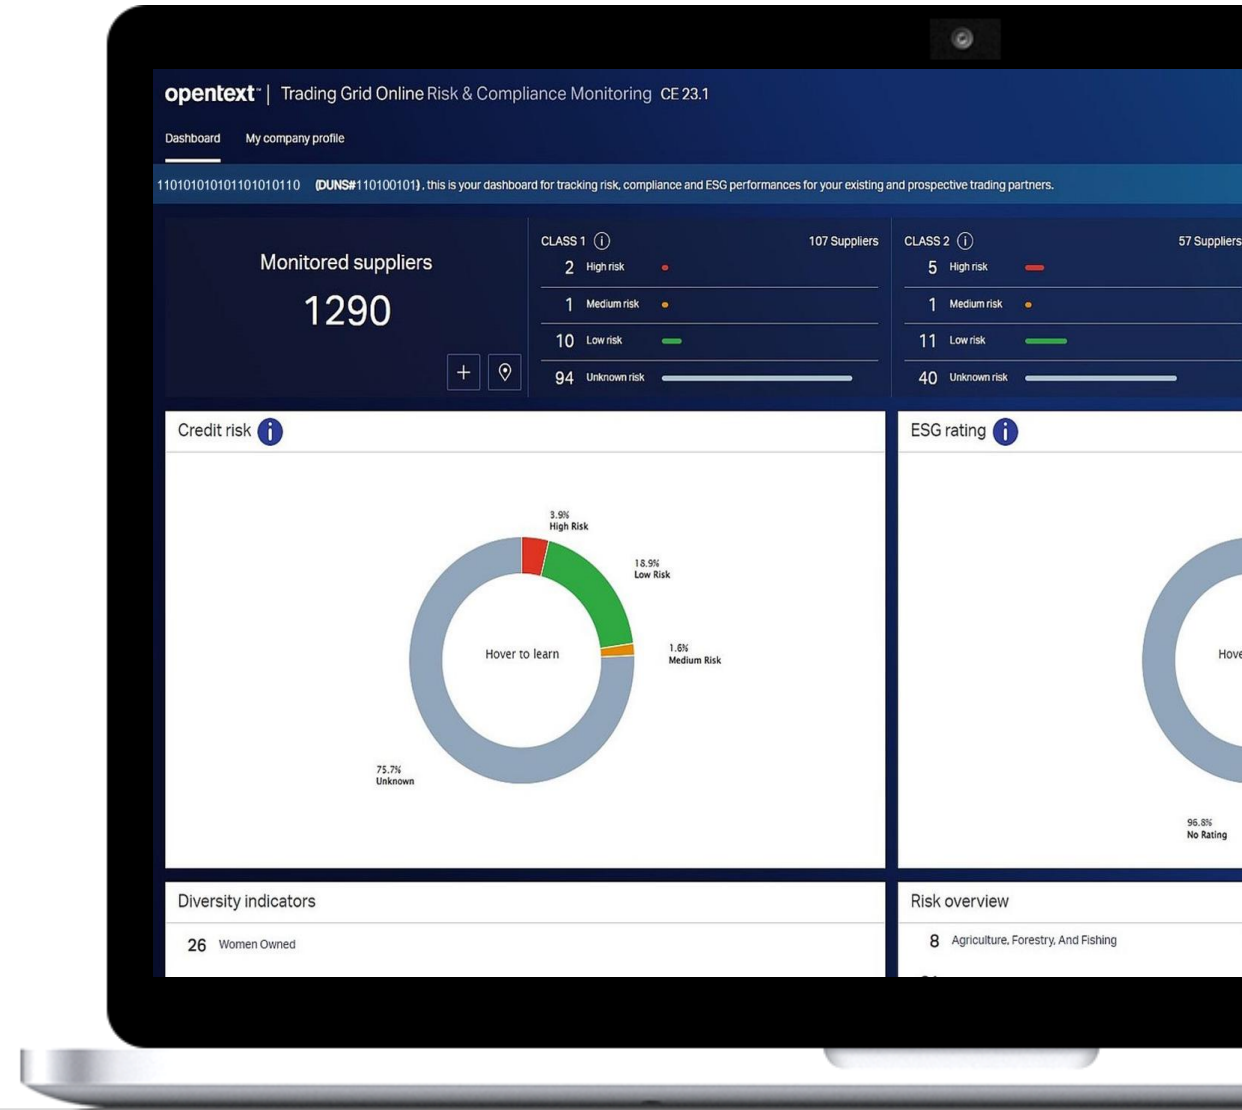 opentext™ | Trading Grid Online Risk & Compliance Monitoring CE 23.1
Dashboard My company profile
110101010101101010110 (DUNS#110100101), this is your dashboard for tracking risk, compliance and ESG performances for your existing and prospective trading partners.
Monitored suppliers
1290
CLASS 1 107 Suppliers
2 High risk
1 Medium risk
10 Low risk
94 Unknown risk
CLASS 2 57 Suppliers
5 High risk
1 Medium risk
11 Low risk
40 Unknown risk
Credit risk
3.9%
High Risk
18.9%
Low Risk
Hover to learn
1.6%
Medium Risk
75.7%
Unknown
ESG rating
Hove
96.8%
No Rating
Diversity indicators
26 Women Owned
Risk overview
8 Agriculture, Forestry, And Fishing